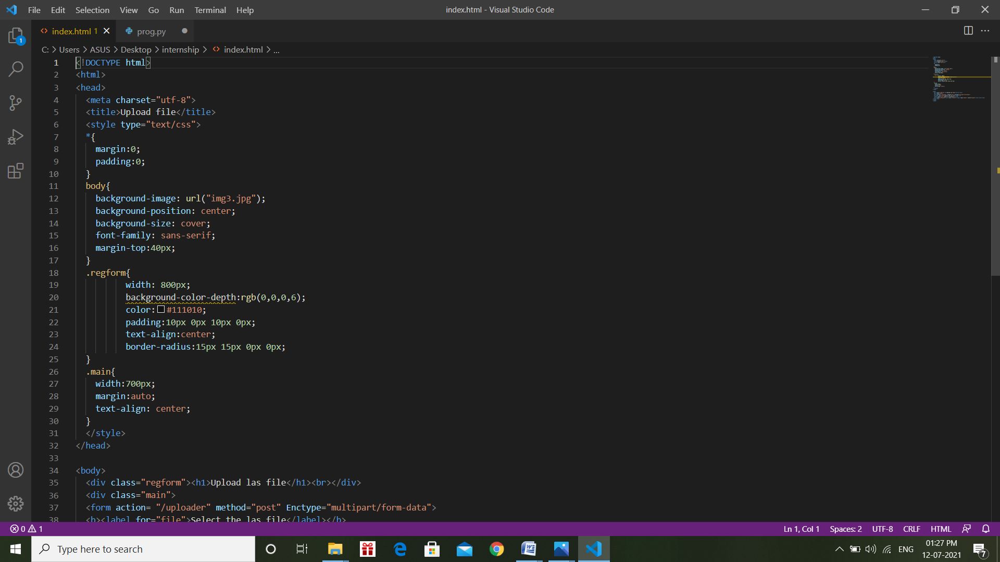 File Edit Selection View Go Run Terminal Help
index.html - Visual Studio Code
index.html 1
prog.py
1
C: > Users > ASUS > Desktop > internship > index.html > ...
1 <!DOCTYPE html>
2 <html>
3 <head>
4 <meta charset="utf-8">
5 <title>Upload file</title>
6 <style type="text/css">
7 *{
8 margin:0;
9 padding:0;
10 }
11 body{
12 background-image: url("img3.jpg");
13 background-position: center;
14 background-size: cover;
15 font-family: sans-serif;
16 margin-top:40px;
17 }
18 .regform{
19 width: 800px;
20 background-color-depth:rgb(0,0,0,6);
21 color:#111010;
22 padding:10px 0px 10px 0px;
23 text-align:center;
24 border-radius:15px 15px 0px 0px;
25 }
26 .main{
27 width:700px;
28 margin:auto;
29 text-align: center;
30 }
31 </style>
32 </head>
33
34 <body>
35 <div class="regform"><h1>Upload las file</h1><br></div>
36 <div class="main">
37 <form action= "/uploader" method="post" Enctype="multipart/form-data">
38 <b><label for="file">Select the las file</label></b>
0 1
Ln 1, Col 1 Spaces: 2 UTF-8 CRLF HTML
Type here to search
ENG
01:27 PM
12-07-2021
7